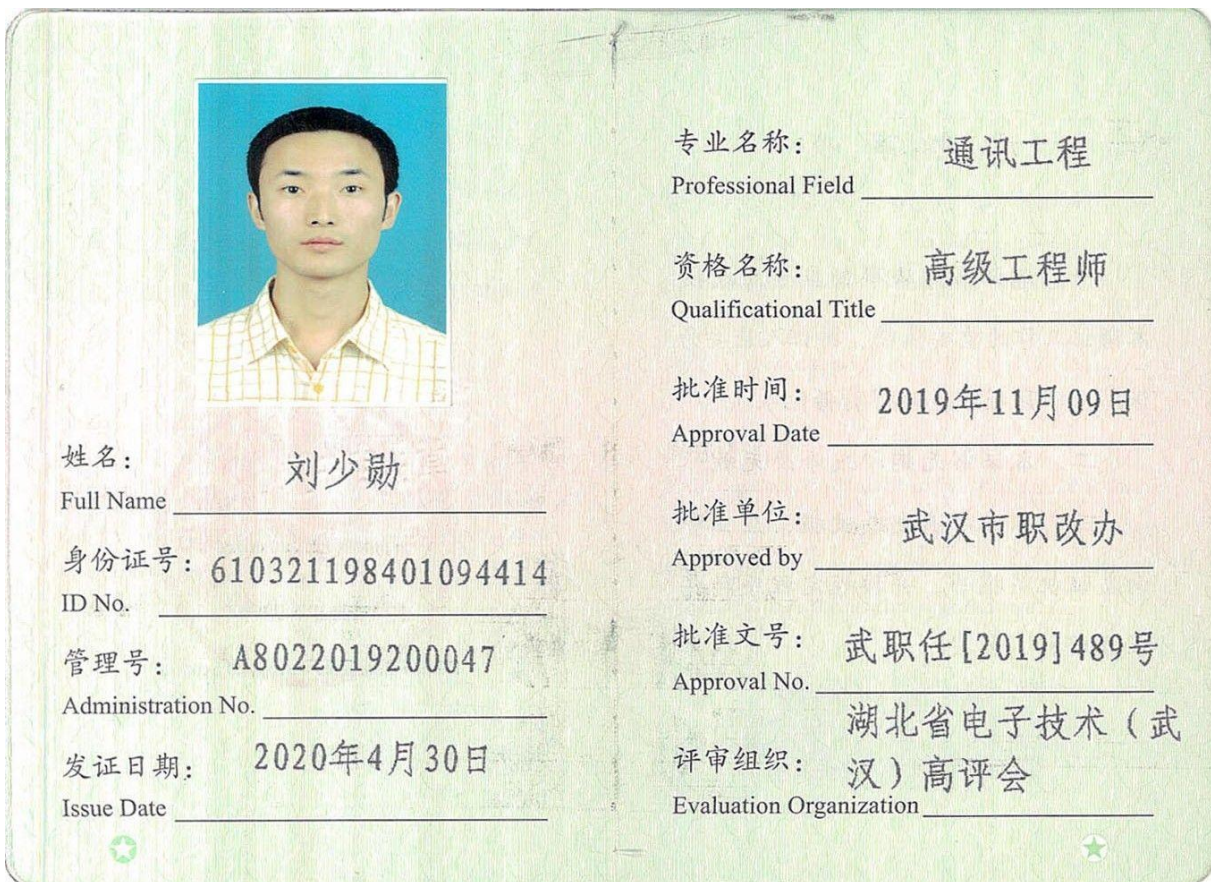 姓名：
刘少勋
Full Name
身份证号：
610321198401094414
ID No.
管理号：
A8022019200047
Administration No.
发证日期：
2020年4月30日
Issue Date
专业名称：
通讯工程
Professional Field
资格名称：
高级工程师
Qualificational Title
批准时间：
2019年11月09日
Approval Date
批准单位：
武汉市职改办
Approved by
批准文号：
武职任[2019]489号
Approval No.
评审组织：
湖北省电子技术（武
汉）高评会
Evaluation Organization